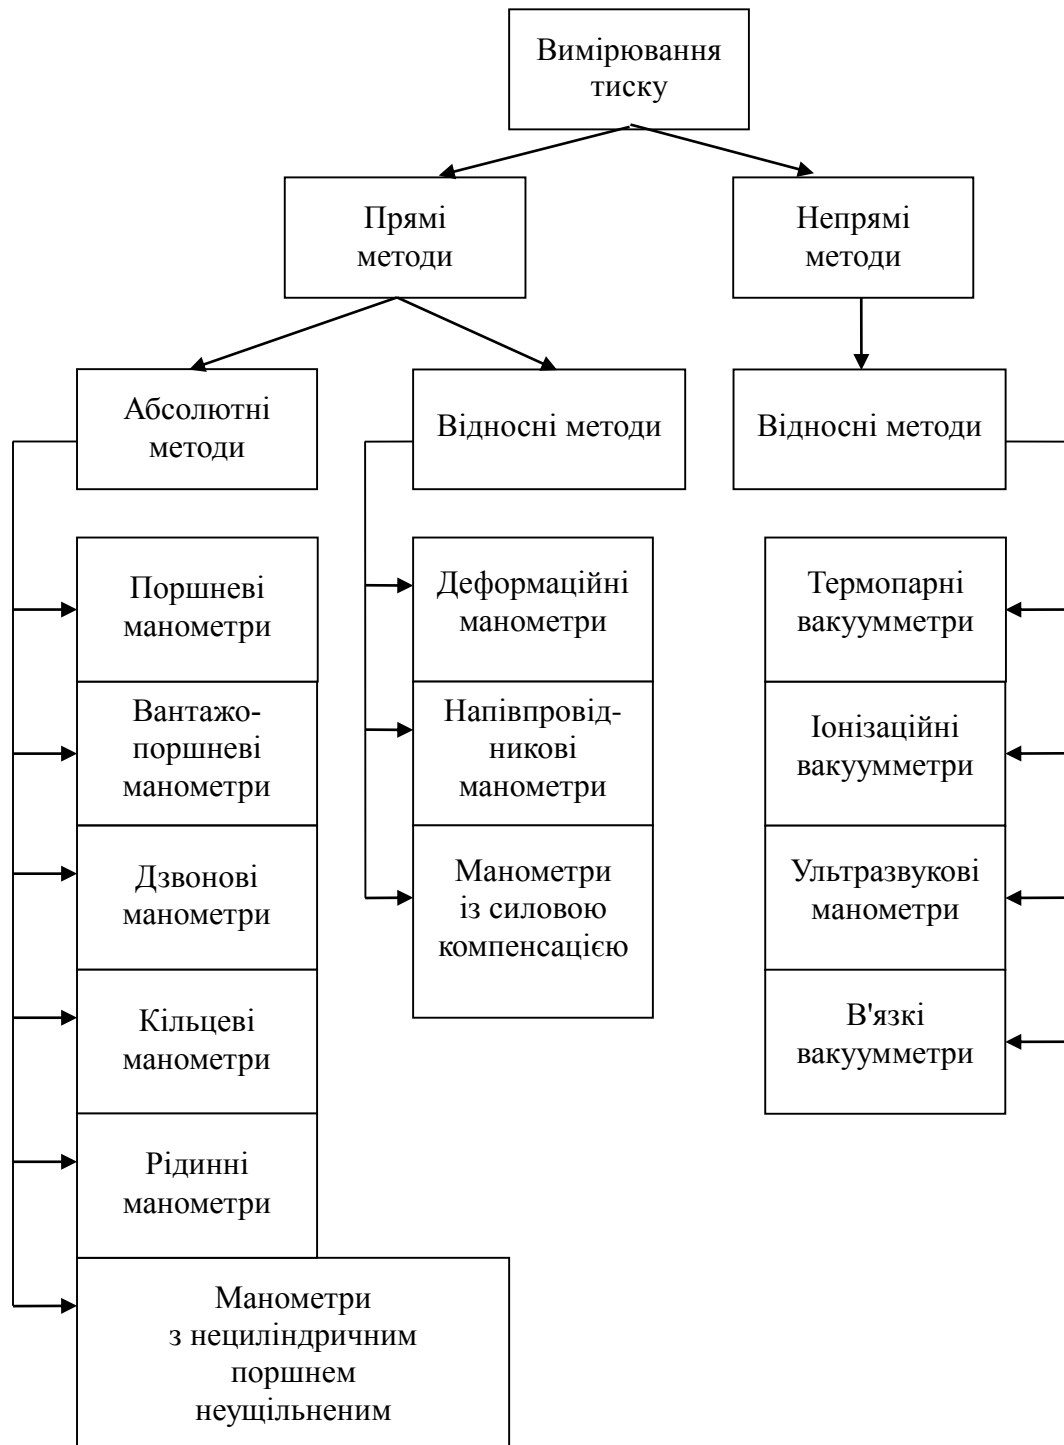 Вимірювання
тиску
Прямі
методи
Непрямі
методи
Абсолютні
методи
Відносні методи
Відносні методи
Поршневі
манометри
Вантажо-
поршневі
манометри
Дзвонові
манометри
Кільцеві
манометри
Рідинні
манометри
Манометри
з нециліндричним
поршнем
неущільненим
Деформаційні
манометри
Напівпровід-
никові
манометри
Манометри
із силовою
компенсацією
Термопарні
вакуумметри
Іонізаційні
вакуумметри
Ультразвукові
манометри
В'язкі
вакуумметри